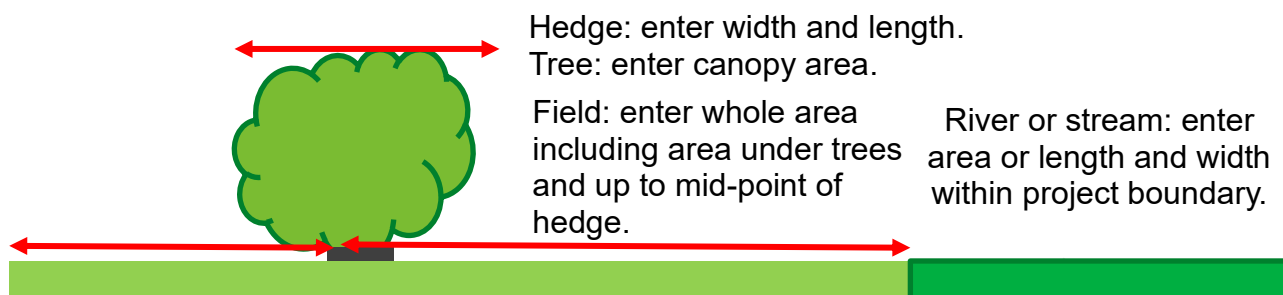 Hedge: enter width and length.
Tree: enter canopy area.
Field: enter whole area
including area under trees
and up to mid-point of
hedge.
River or stream: enter
area or length and width
within project boundary.